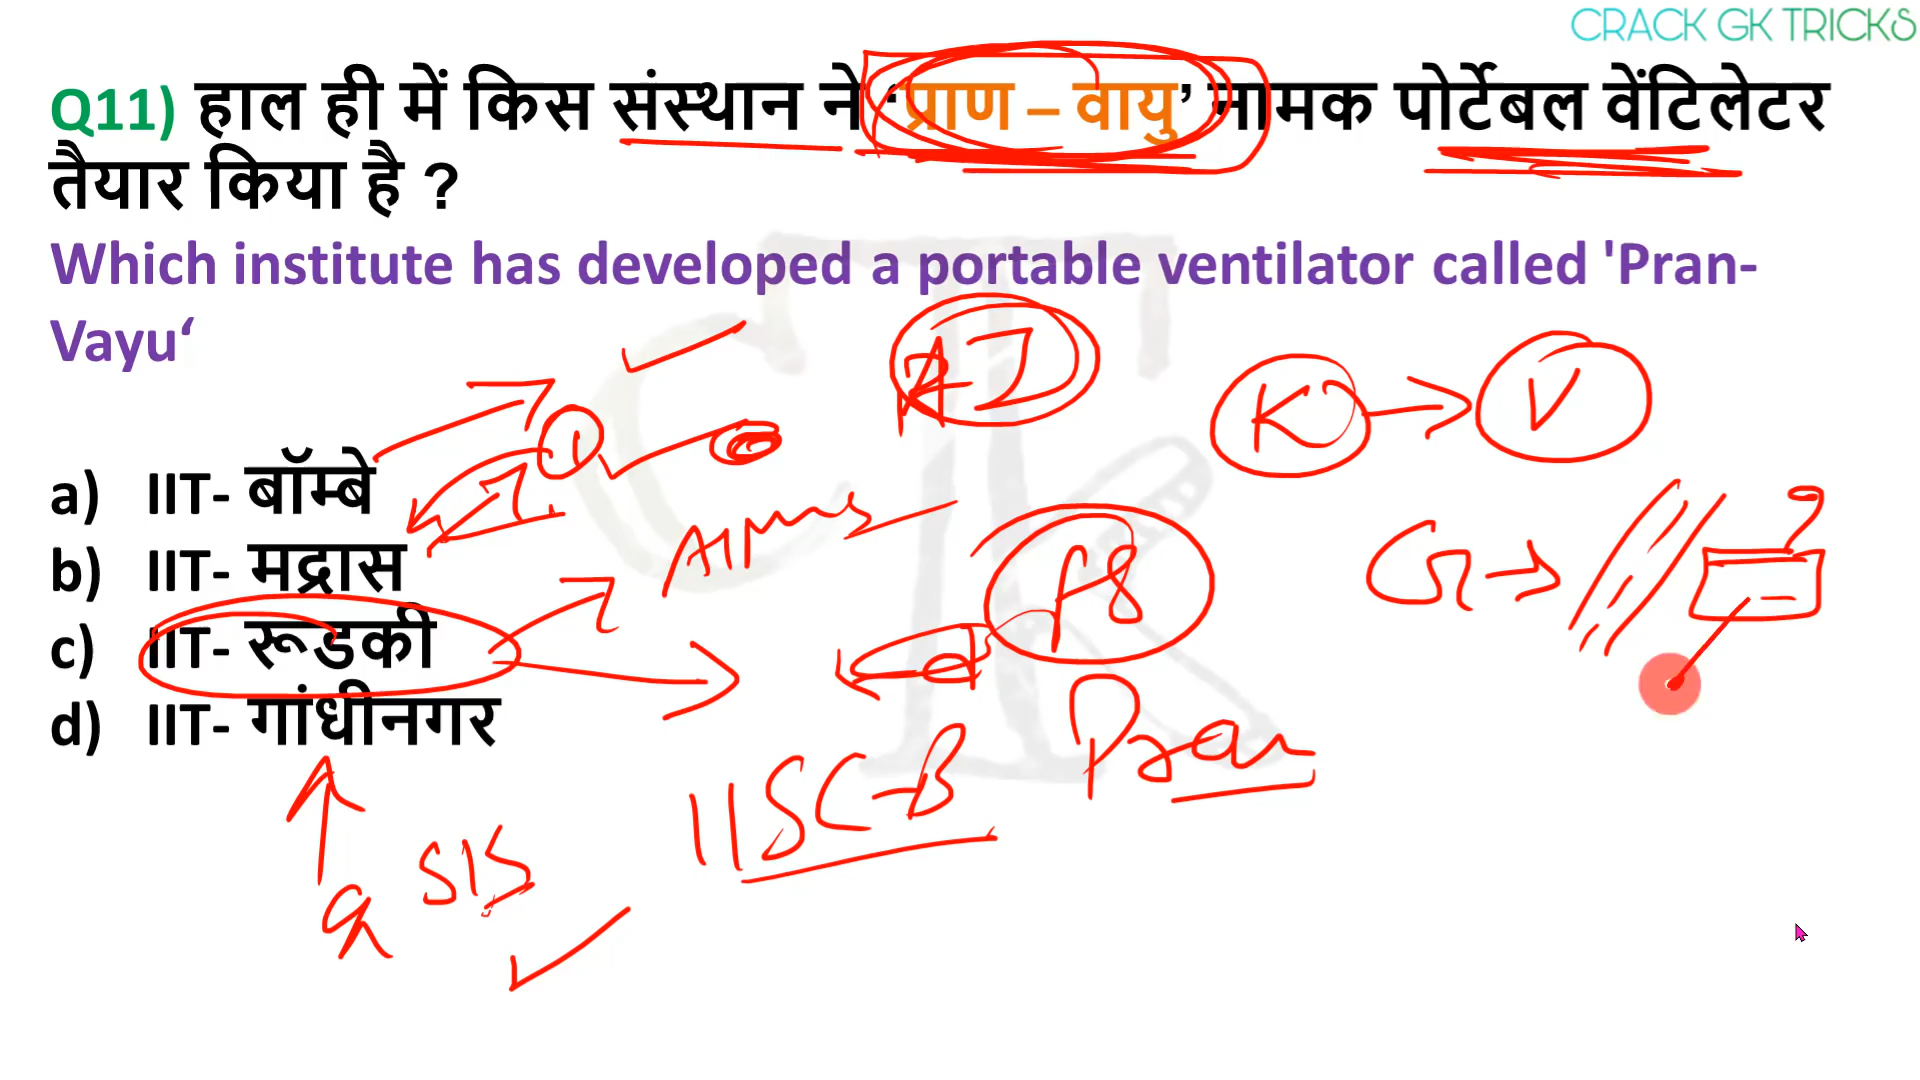 CRACK GK TRICKS
Q11) हाल ही में किस संस्थान ने ‘प्राण – वायु’ नामक पोर्टेबल वेंटिलेटर
तैयार किया है ?
Which institute has developed a portable ventilator called 'Pran-
Vayu‘
a) IIT- बॉम्बे
b) IIT- मद्रास
c) IIT- रूडकी
d) IIT- गांधीनगर
K V
AIIMS
IISC-B Pran
SIS